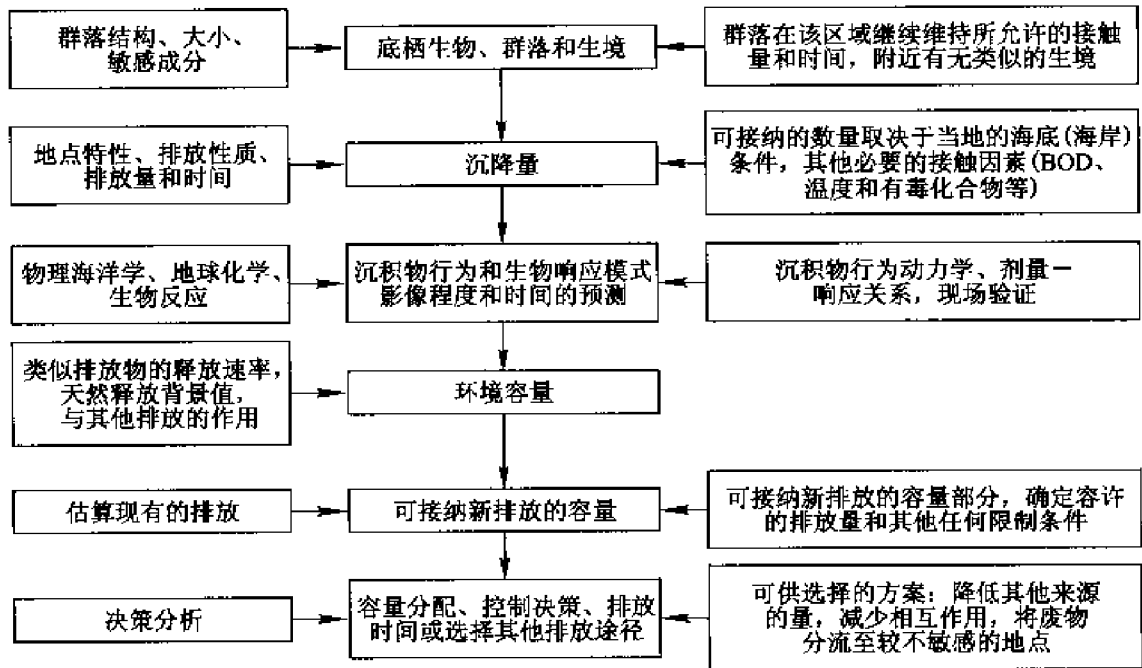 群落结构、大小、
敏感成分
底栖生物、群落和生境
群落在该区域继续维持所允许的接触
量和时间，附近有无类似的生境
地点特性、排放性质、
排放量和时间
沉降量
可接纳的数量取决于当地的海底(海岸)
条件，其他必要的接触因素(BOD、
温度和有毒化合物等)
物理海洋学、地球化学、
生物反应
沉积物行为和生物响应模式
影像程度和时间的预测
沉积物行为动力学、剂量－
响应关系，现场验证
类似排放物的释放速率，
天然释放背景值，
与其他排放的作用
环境容量
估算现有的排放
可接纳新排放的容量
可接纳新排放的容量部分，确定容许
的排放量和其他任何限制条件
决策分析
容量分配、控制决策、排放
时间或选择其他排放途径
可供选择的方案：降低其他来源
的量，减少相互作用，将废物
分流至较不敏感的地点